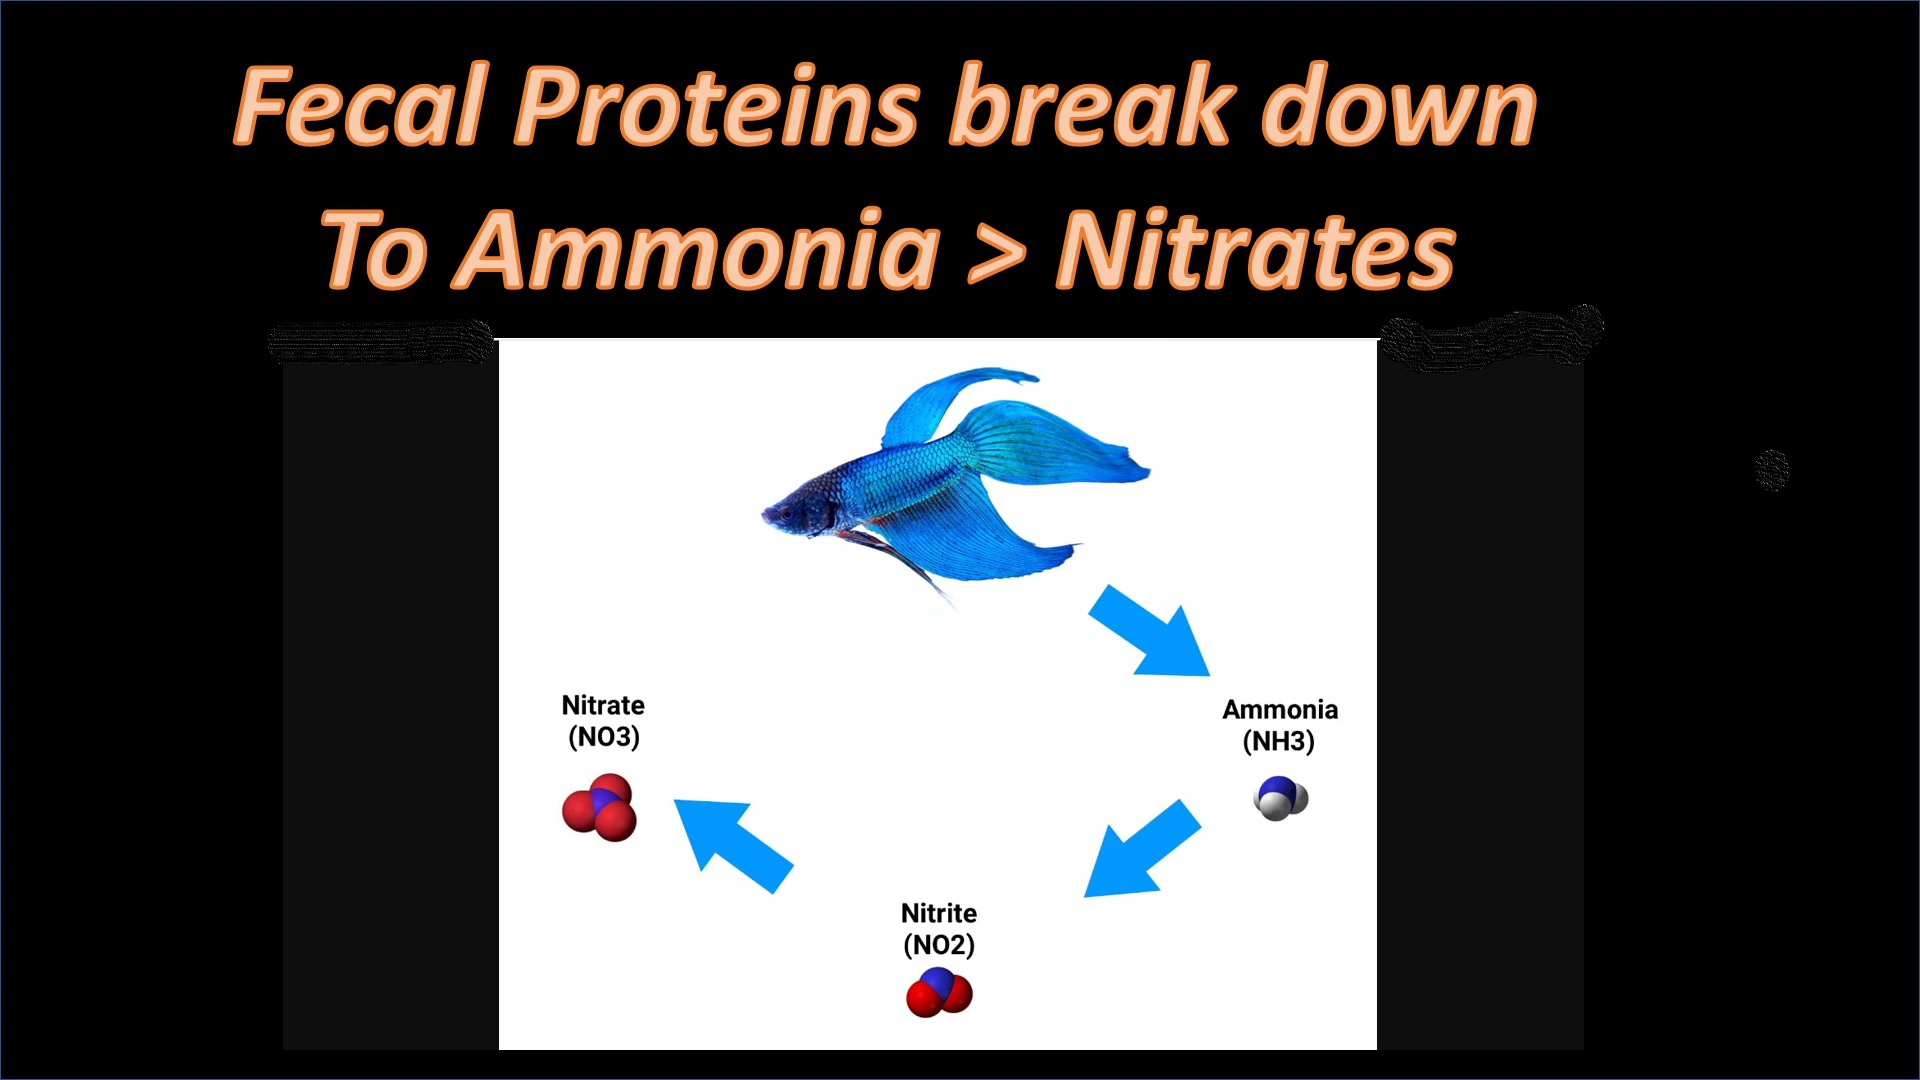 Fecal Proteins break down
To Ammonia > Nitrates
Nitrate
(NO3)
Ammonia
(NH3)
Nitrite
(NO2)